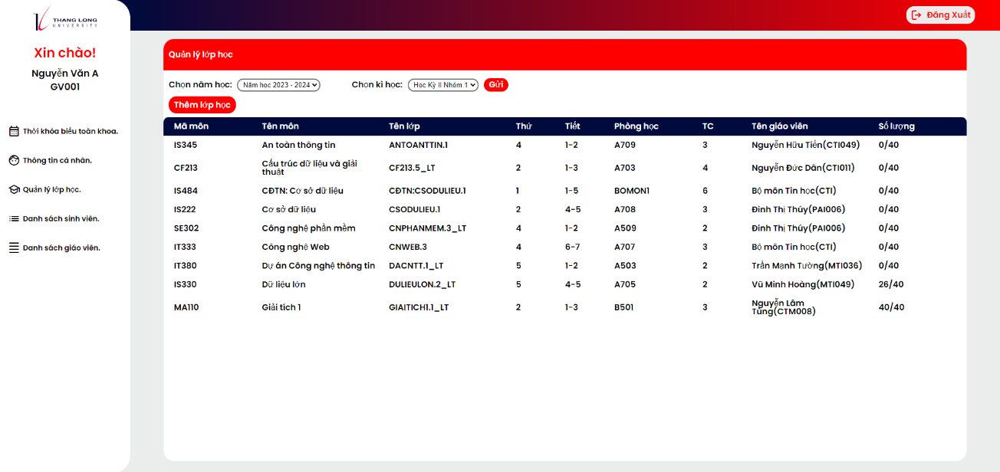 THANG LONG
UNIVERSITY
Đăng Xuất
Xin chào!
Nguyễn Văn A
GV001
Thời khóa biểu toàn khoa.
Thông tin cá nhân.
Quản lý lớp học.
Danh sách sinh viên.
Danh sách giáo viên.
Quản lý lớp học
Chọn năm học: Năm học 2023 - 2024 Chọn kì học: Học Kỳ II Nhóm 1 Gửi
Thêm lớp học
Mã môn Tên môn Tên lớp Thứ Tiết Phòng học TC Tên giáo viên Số lượng
IS345 An toàn thông tin ANTOANTTIN.1 4 1-2 A709 3 Nguyễn Hữu Tiến(CTI049) 0/40
CF213 Cấu trúc dữ liệu và giải
thuật CF213.5_LT 2 1-3 A703 4 Nguyễn Đức Dân(CTI011) 0/40
IS484 CĐTN: Cơ sở dữ liệu CĐTN:CSODULIEU.1 1 1-5 BOMON1 6 Bộ môn Tin học(CTI) 0/40
IS222 Cơ sở dữ liệu CSODULIEU.1 2 4-5 A708 3 Đinh Thị Thúy(PAI006) 0/40
SE302 Công nghệ phần mềm CNPHANMEM.3_LT 4 1-2 A509 2 Đinh Thị Thúy(PAI006) 0/40
IT333 Công nghệ Web CNWEB.3 4 6-7 A707 3 Bộ môn Tin học(CTI) 0/40
IT380 Dự án Công nghệ thông tin DACNTT.1_LT 5 1-2 A503 2 Trần Mạnh Tường(MTI036) 0/40
IS330 Dữ liệu lớn DULIEULON.2_LT 5 4-5 A705 2 Vũ Minh Hoàng(MTI049) 26/40
MA110 Giải tích 1 GIAITICH1.1_LT 2 1-3 B501 3 Nguyễn Lâm
Tùng(CTM008) 40/40